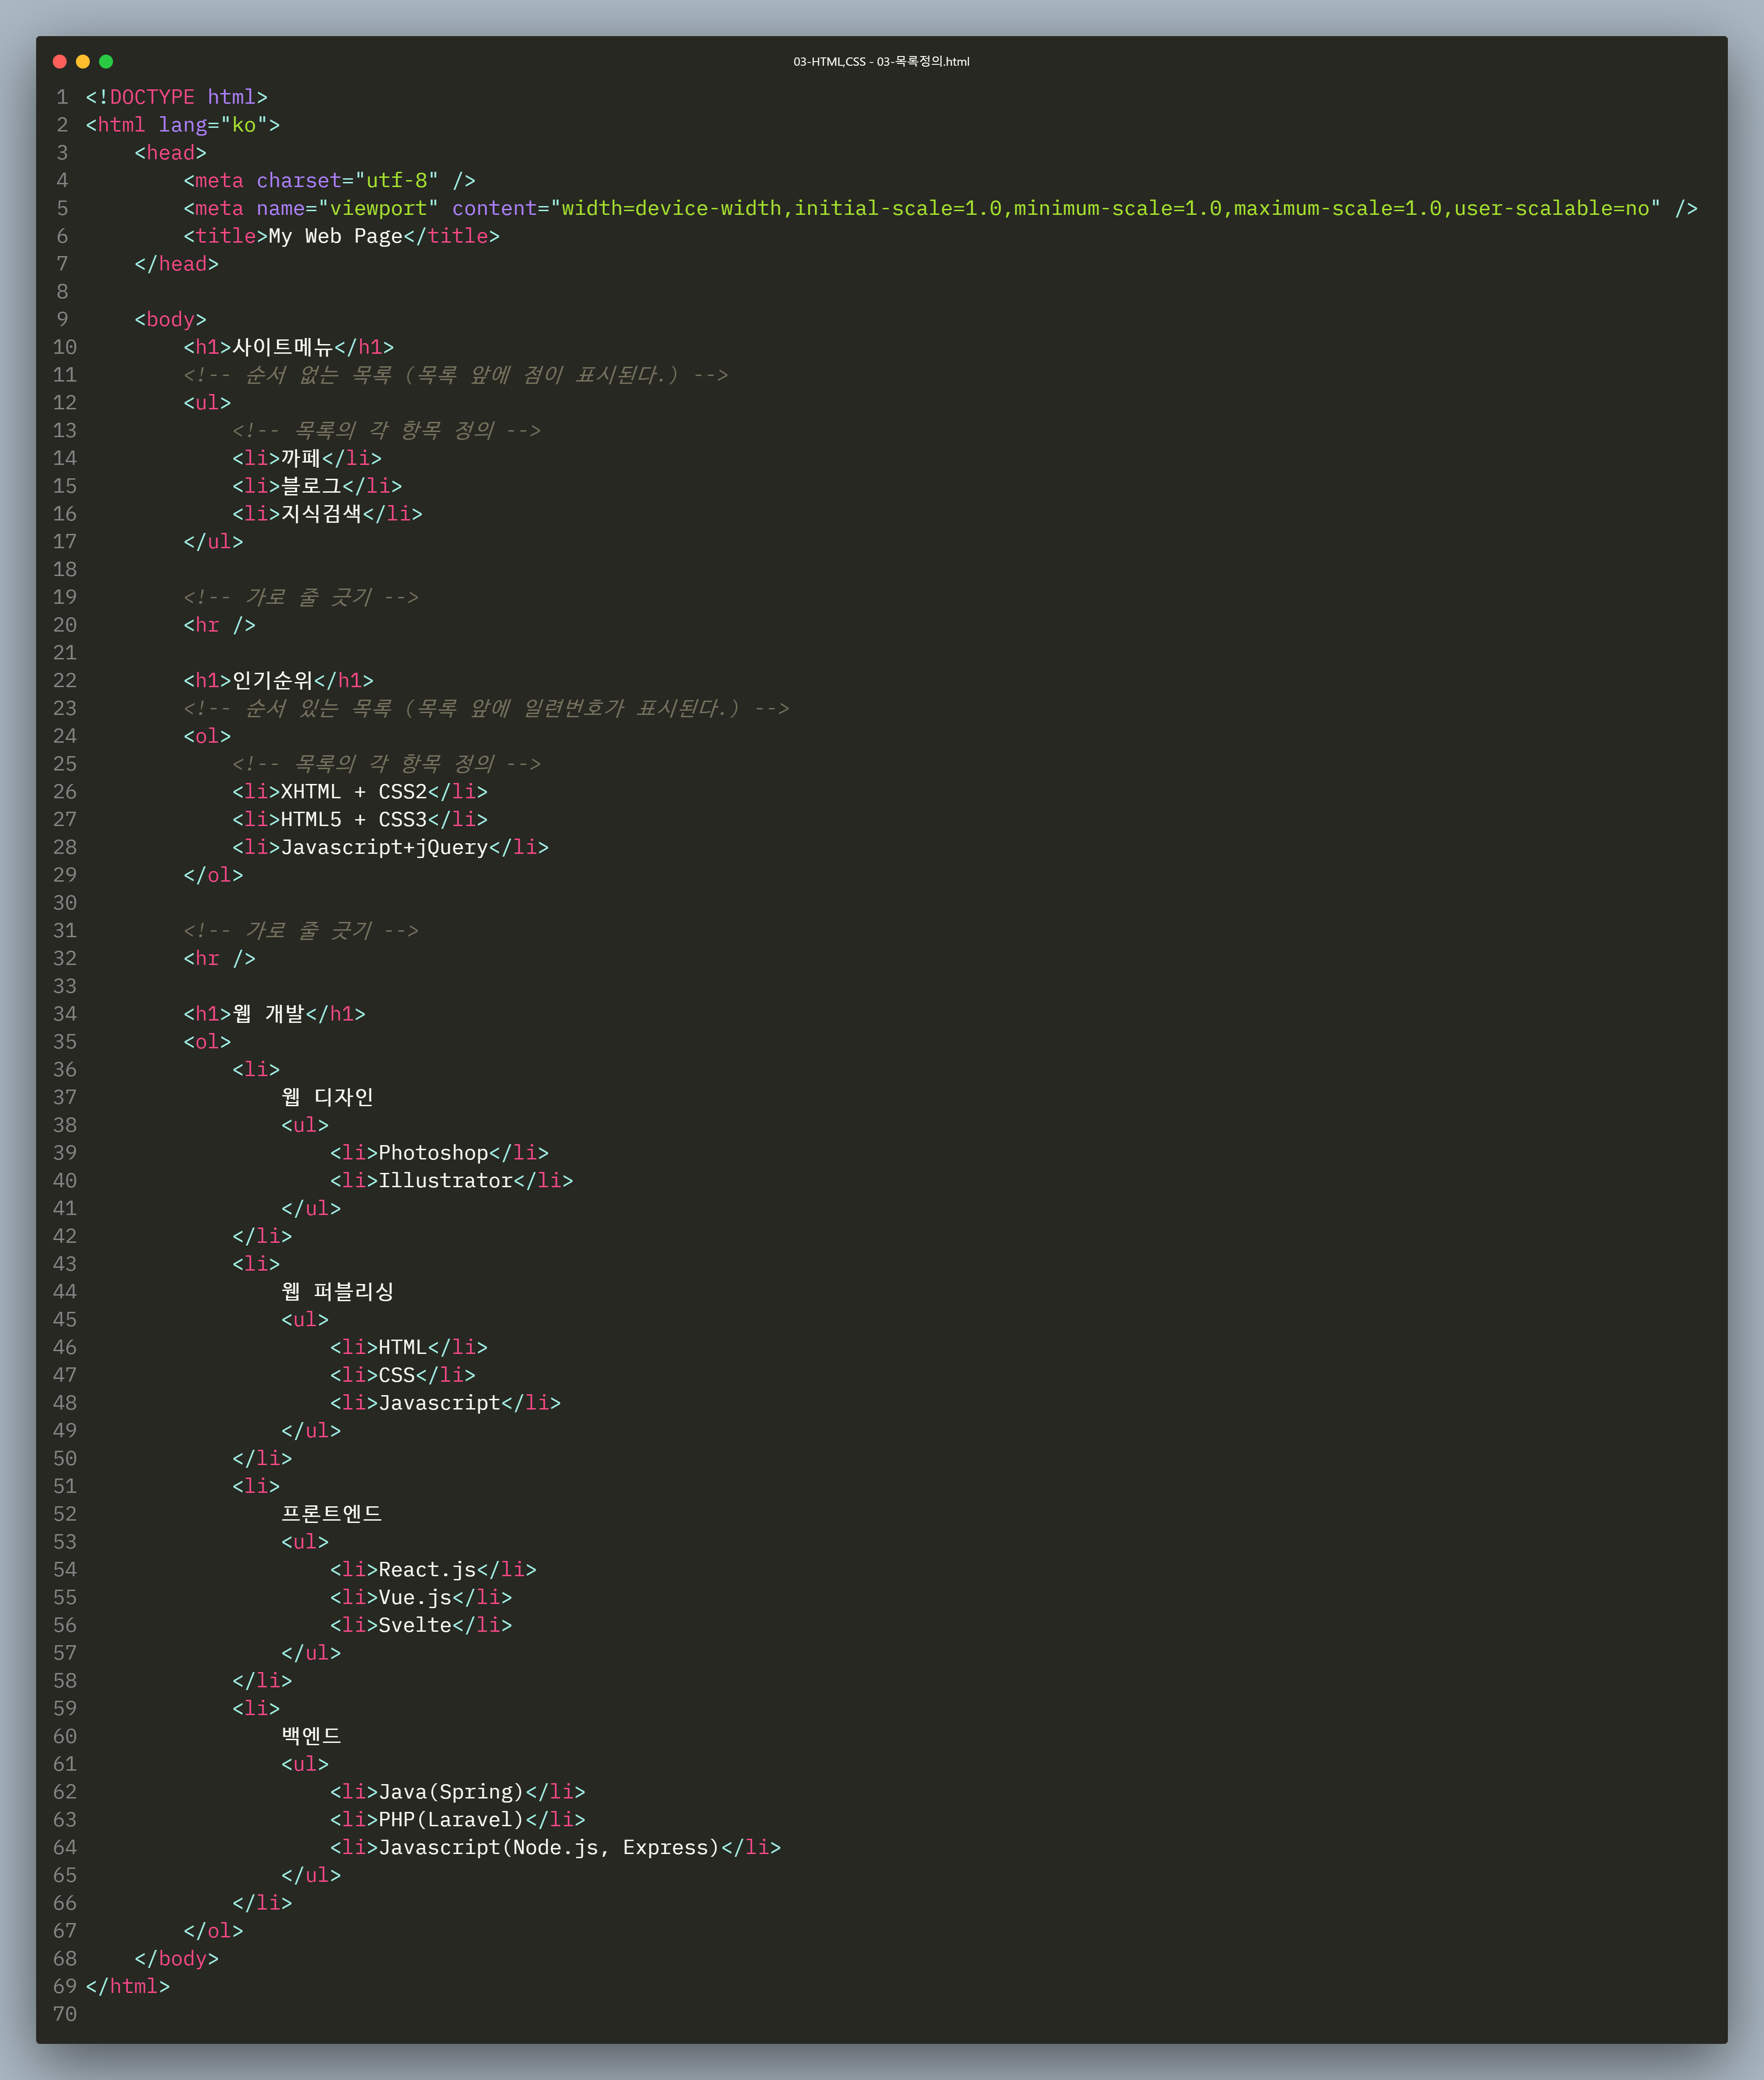 03-HTML,CSS - 03-목록정의.html
1 <!DOCTYPE html>
2 <html lang="ko">
3     <head>
4         <meta charset="utf-8" />
5         <meta name="viewport" content="width=device-width,initial-scale=1.0,minimum-scale=1.0,maximum-scale=1.0,user-scalable=no" />
6         <title>My Web Page</title>
7     </head>
8
9     <body>
10         <h1>사이트메뉴</h1>
11         <!-- 순서 없는 목록 (목록 앞에 점이 표시된다.) -->
12         <ul>
13             <!-- 목록의 각 항목 정의 -->
14             <li>까페</li>
15             <li>블로그</li>
16             <li>지식검색</li>
17         </ul>
18
19         <!-- 가로 줄 긋기 -->
20         <hr />
21
22         <h1>인기순위</h1>
23         <!-- 순서 있는 목록 (목록 앞에 일련번호가 표시된다.) -->
24         <ol>
25             <!-- 목록의 각 항목 정의 -->
26             <li>XHTML + CSS2</li>
27             <li>HTML5 + CSS3</li>
28             <li>Javascript+jQuery</li>
29         </ol>
30
31         <!-- 가로 줄 긋기 -->
32         <hr />
33
34         <h1>웹 개발</h1>
35         <ol>
36             <li>
37                 웹 디자인
38                 <ul>
39                     <li>Photoshop</li>
40                     <li>Illustrator</li>
41                 </ul>
42             </li>
43             <li>
44                 웹 퍼블리싱
45                 <ul>
46                     <li>HTML</li>
47                     <li>CSS</li>
48                     <li>Javascript</li>
49                 </ul>
50             </li>
51             <li>
52                 프론트엔드
53                 <ul>
54                     <li>React.js</li>
55                     <li>Vue.js</li>
56                     <li>Svelte</li>
57                 </ul>
58             </li>
59             <li>
60                 백엔드
61                 <ul>
62                     <li>Java(Spring)</li>
63                     <li>PHP(Laravel)</li>
64                     <li>Javascript(Node.js, Express)</li>
65                 </ul>
66             </li>
67         </ol>
68     </body>
69 </html>
70